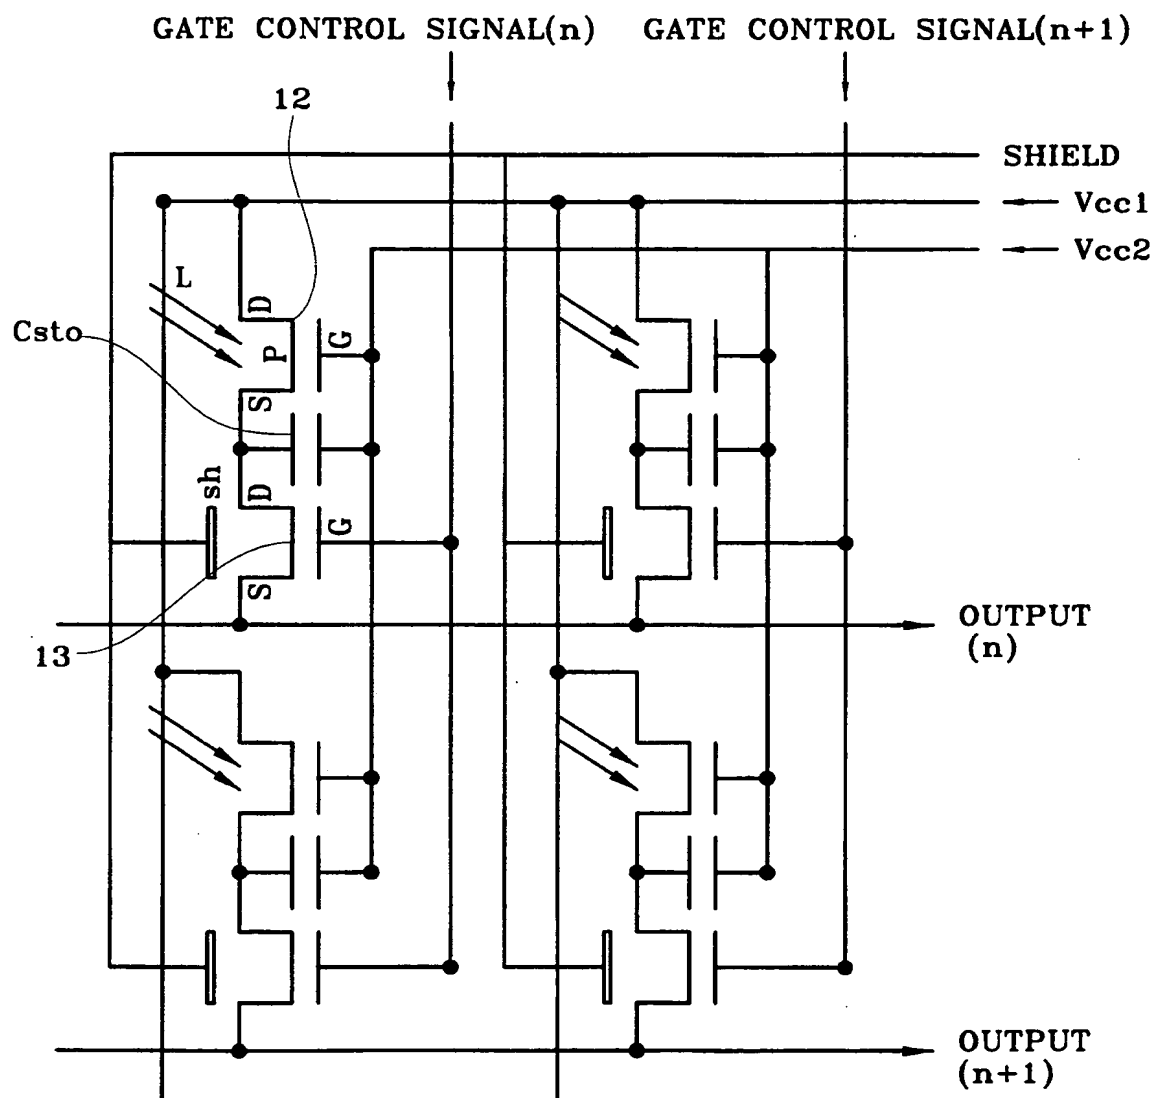 GATE CONTROL SIGNAL(n)
GATE CONTROL SIGNAL(n+1)
12
SHIELD
Vcc1
Vcc2
L
D
Csto
P
G
S
sh
D
G
S
OUTPUT
(n)
13
OUTPUT
(n+1)